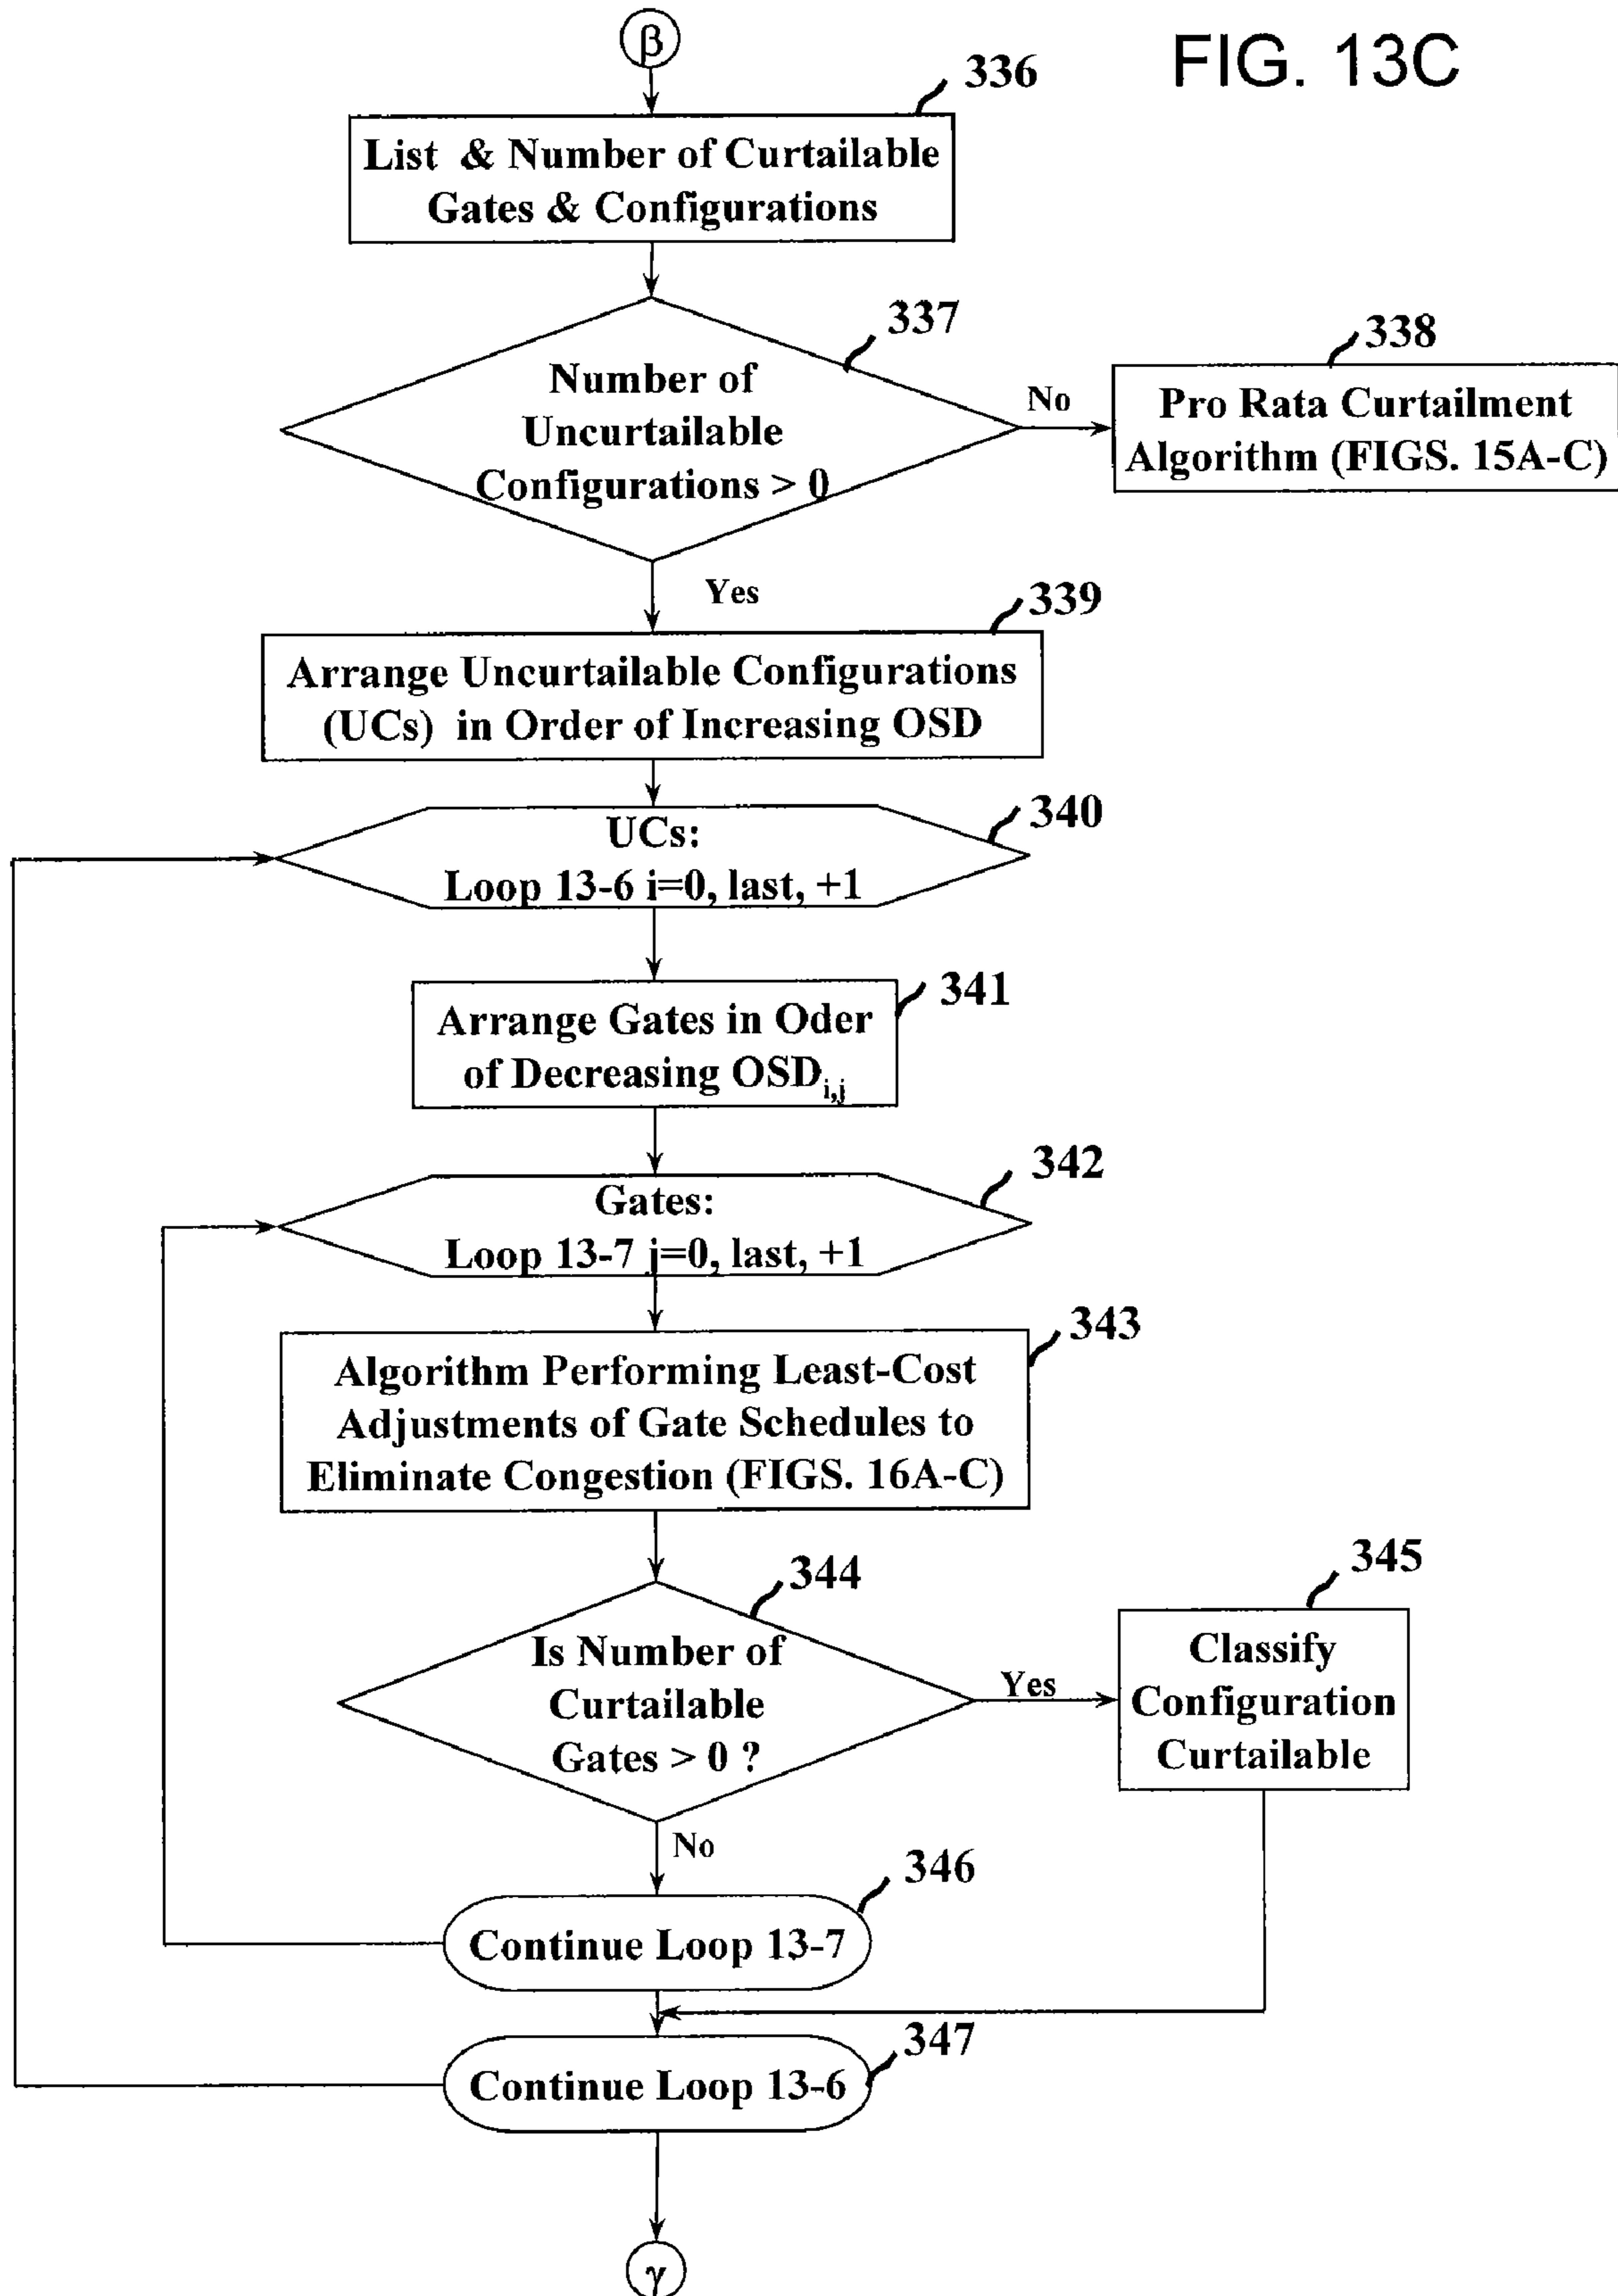 β
FIG. 13C
336
List & Number of Curtailable
Gates & Configurations
337
Number of
Uncurtailable
Configurations > 0
No
338
Pro Rata Curtailment
Algorithm (FIGS. 15A-C)
Yes
339
Arrange Uncurtailable Configurations
(UCs) in Order of Increasing OSD
340
UCs:
Loop 13-6 i=0, last, +1
341
Arrange Gates in Oder
of Decreasing OSDi,j
342
Gates:
Loop 13-7 j=0, last, +1
343
Algorithm Performing Least-Cost
Adjustments of Gate Schedules to
Eliminate Congestion (FIGS. 16A-C)
344
Is Number of
Curtailable
Gates > 0 ?
Yes
345
Classify
Configuration
Curtailable
No
346
Continue Loop 13-7
347
Continue Loop 13-6
γ